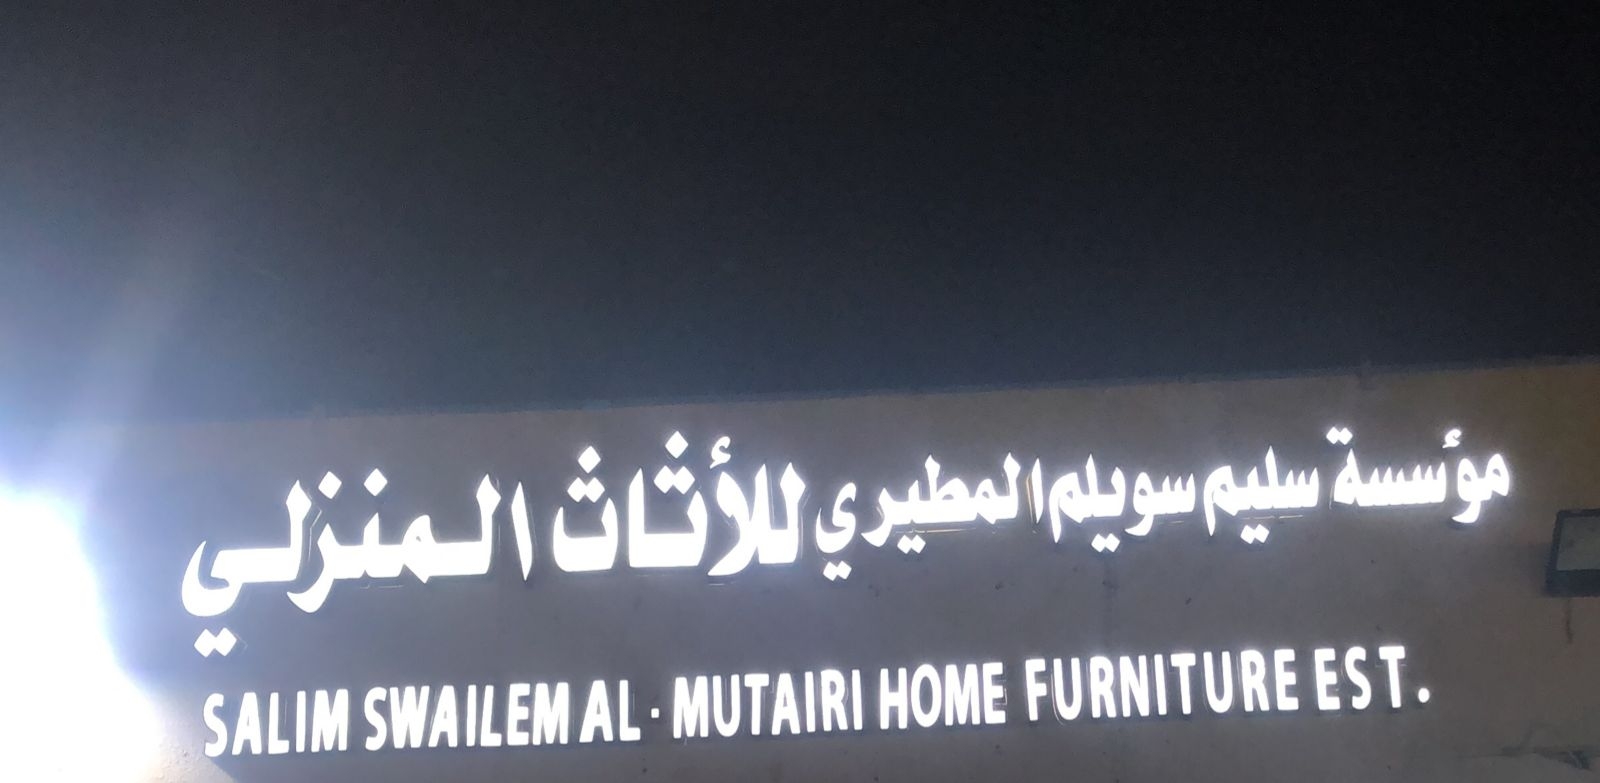 مؤسسة سليم سويلم المطيري للأثاث المنزلي
SALIM SWAILEM AL - MUTAIRI HOME FURNITURE EST.